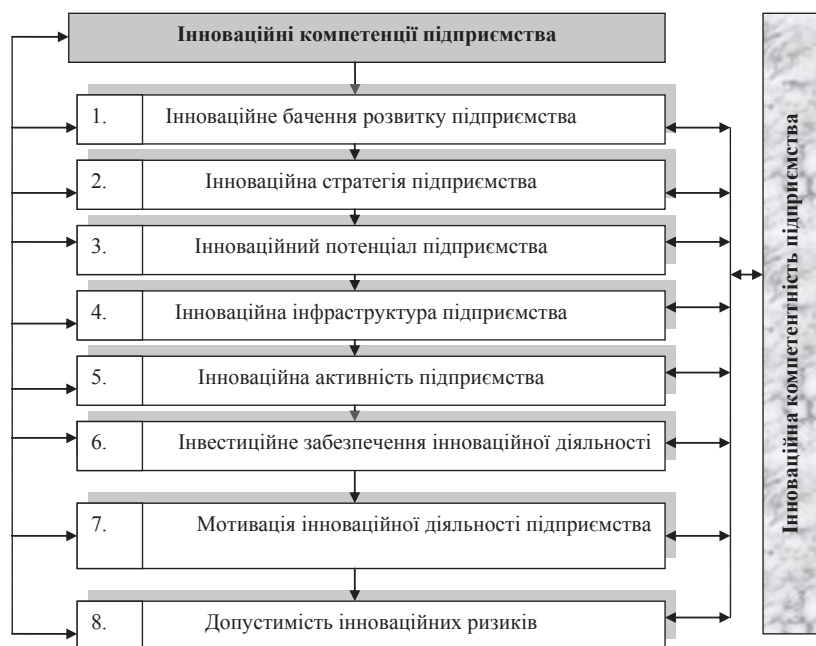 Інноваційні компетенції підприємства
1. Інноваційне бачення розвитку підприємства
2. Інноваційна стратегія підприємства
3. Інноваційний потенціал підприємства
4. Інноваційна інфраструктура підприємства
5. Інноваційна активність підприємства
6. Інвестиційне забезпечення інноваційної діяльності
7. Мотивація інноваційної діяльності підприємства
8. Допустимість інноваційних ризиків
Інноваційна компетентність підприємства